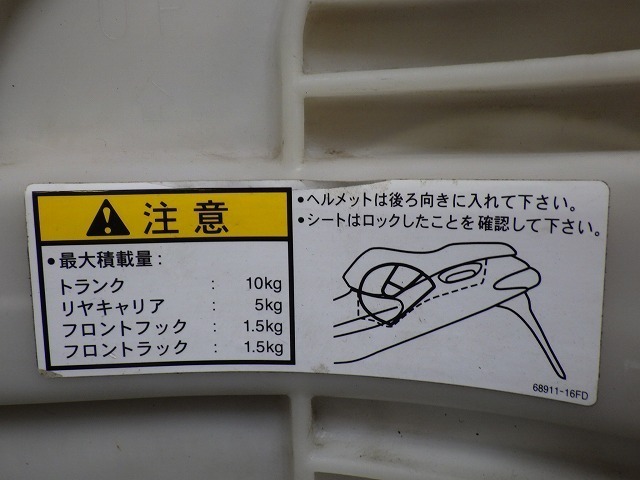 UP
注意
・最大積載量：
トランク : 10kg
リヤキャリア : 5kg
フロントフック : 1.5kg
フロントラック : 1.5kg
・ヘルメットは後ろ向きに入れて下さい。
・シートはロックしたことを確認して下さい。
68911-16FD